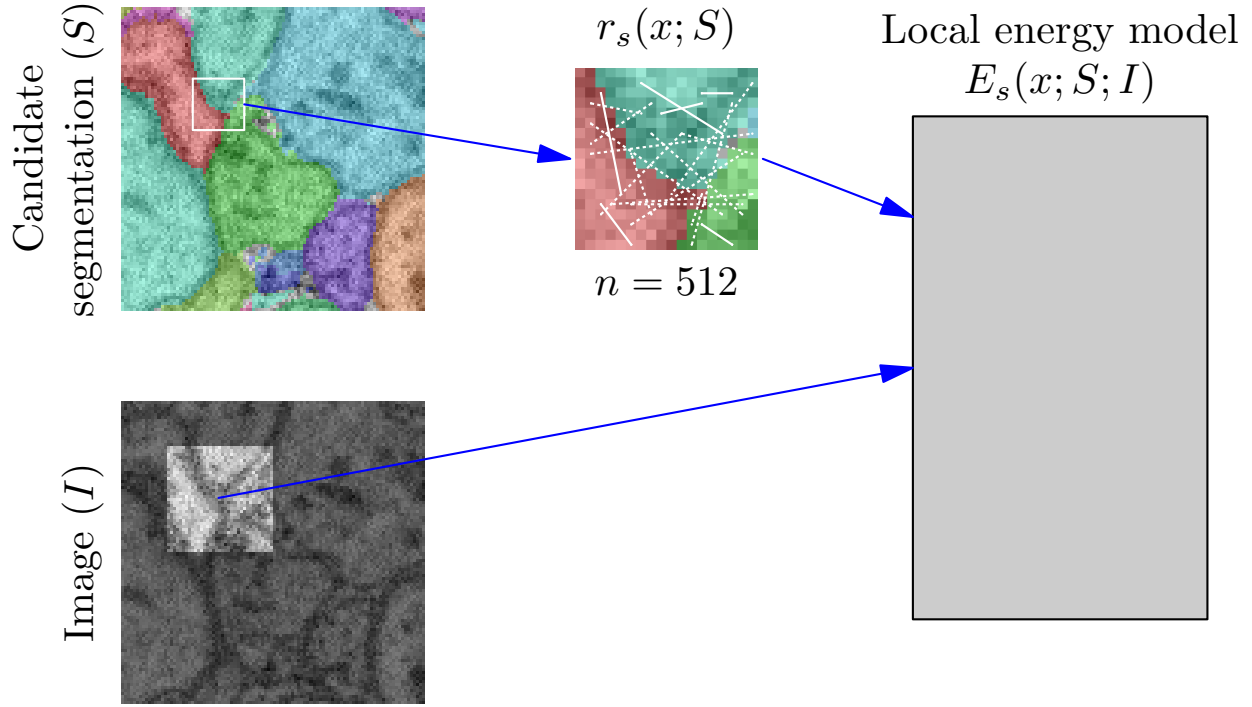 Candidate
segmentation (S)
r_s(x; S)
n = 512
Local energy model
E_s(x; S; I)
Image (I)